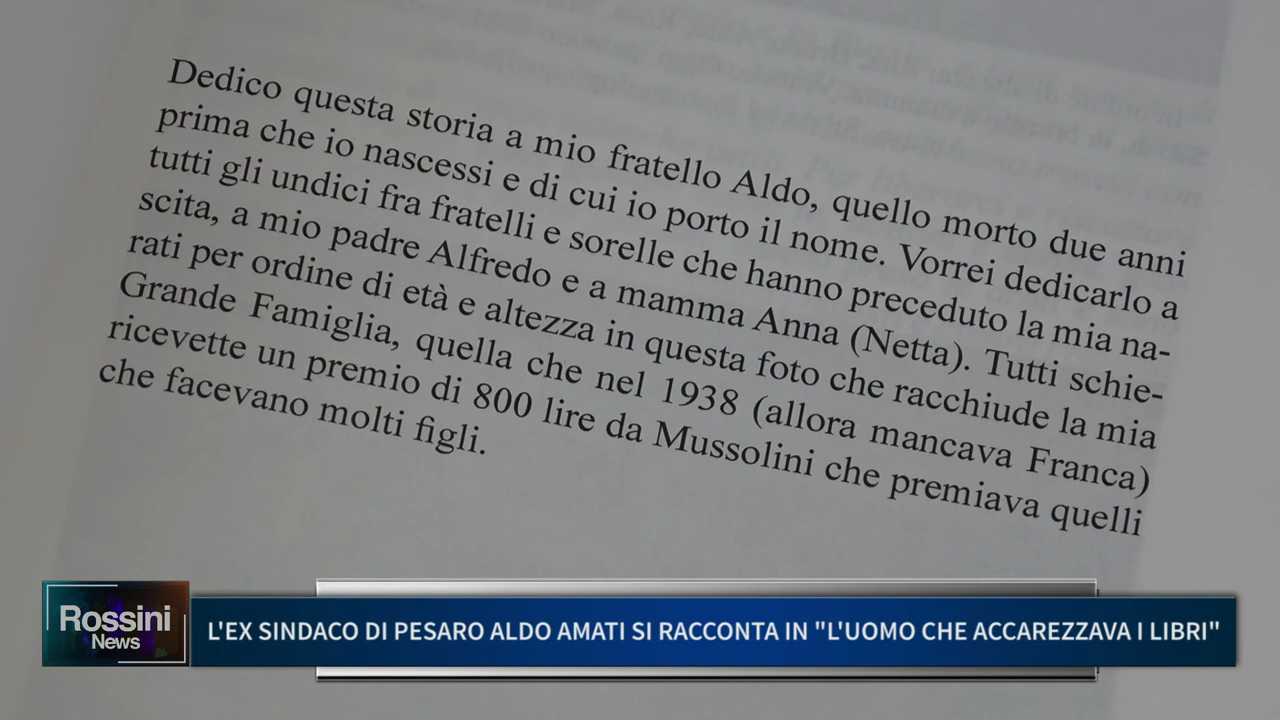 Dedico questa storia a mio fratello Aldo, quello morto due anni
prima che io nascessi e di cui io porto il nome. Vorrei dedicarlo a
tutti gli undici fra fratelli e sorelle che hanno preceduto la mia na-
scita, a mio padre Alfredo e a mamma Anna (Netta). Tutti schie-
rati per ordine di età e altezza in questa foto che racchiude la mia
Grande Famiglia, quella che nel 1938 (allora mancava Franca)
ricevette un premio di 800 lire da Mussolini che premiava quelli
che facevano molti figli.
Rossini
News
L'EX SINDACO DI PESARO ALDO AMATI SI RACCONTA IN "L'UOMO CHE ACCAREZZAVA I LIBRI"